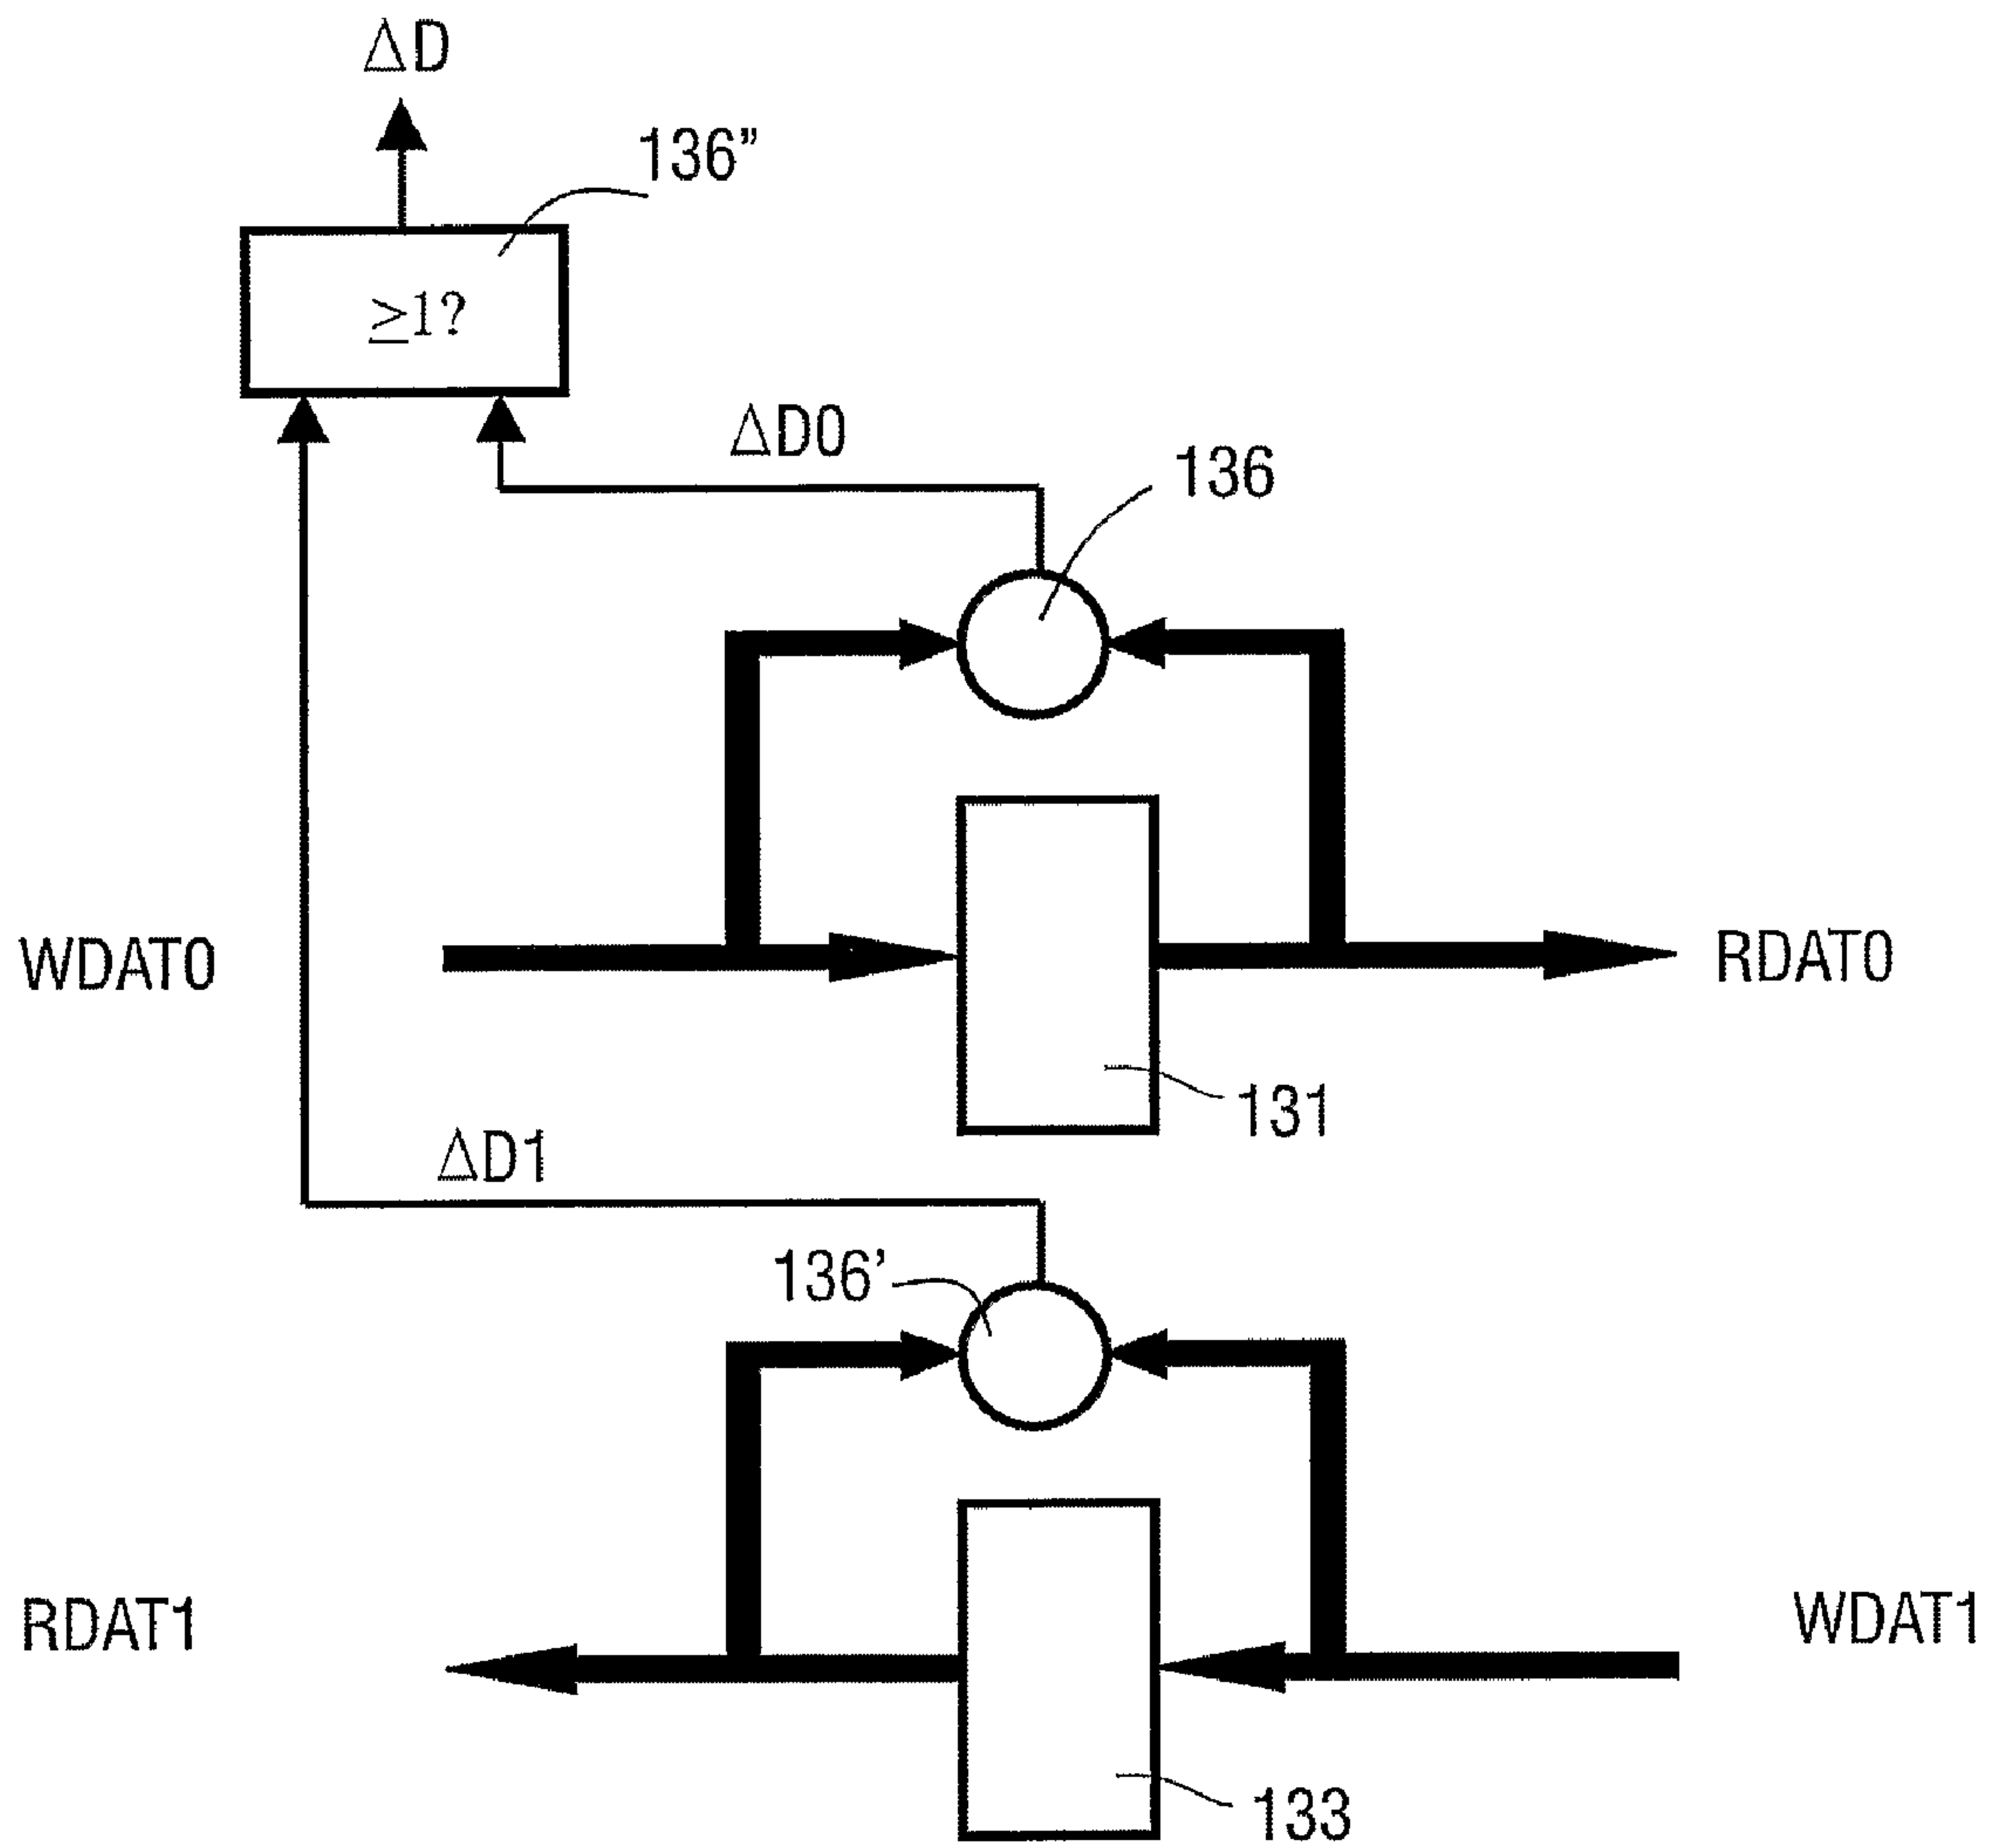 ΔD
136”
≥1?
ΔD0
136
WDAT0
RDAT0
131
ΔD1
136’
RDAT1
WDAT1
133